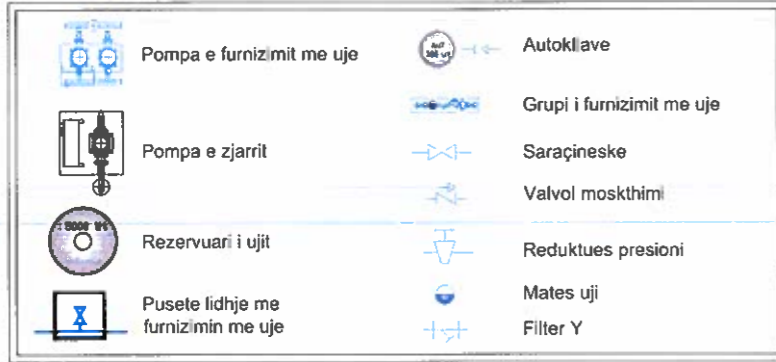 Pompa e furnizimit me uje
Pompa e zjarrit
Rezervuari i ujit
Pusete lidhje me
furnizimin me uje
Autokllave
Grupi i furnizimit me uje
Saraçineske
Valvol moskthimi
Reduktues presioni
Mates uji
Filter Y